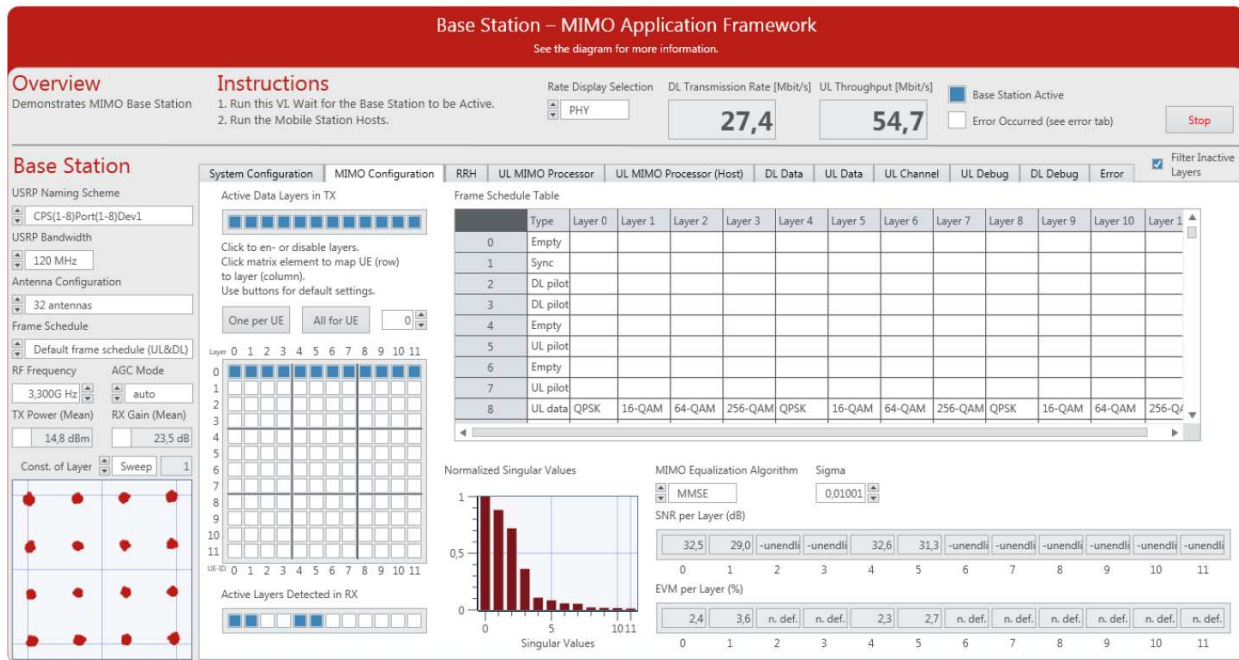 Base Station – MIMO Application Framework
See the diagram for more information.
Overview
Demonstrates MIMO Base Station
Instructions
1. Run this VI. Wait for the Base Station to be Active.
2. Run the Mobile Station Hosts.
Rate Display Selection
PHY
DL Transmission Rate [Mbit/s]
27,4
UL Throughput [Mbit/s]
54,7
Base Station Active
Error Occurred (see error tab)
Stop
Base Station
USRP Naming Scheme
CPS(1-8)Port(1-8)Dev1
USRP Bandwidth
120 MHz
Antenna Configuration
32 antennas
Frame Schedule
Default frame schedule (UL&DL)
RF Frequency AGC Mode
3,300G Hz auto
TX Power (Mean) RX Gain (Mean)
14,8 dBm 23,5 dB
Const. of Layer Sweep 1
System Configuration MIMO Configuration RRH UL MIMO Processor UL MIMO Processor (Host) DL Data UL Data UL Channel UL Debug DL Debug Error
Filter Inactive
Layers
Active Data Layers in TX
Click to en- or disable layers.
Click matrix element to map UE (row)
to layer (column).
Use buttons for default settings.
One per UE All for UE 0
Layer 0 1 2 3 4 5 6 7 8 9 10 11
0
1
2
3
4
5
6
7
8
9
10
11
UE-ID 0 1 2 3 4 5 6 7 8 9 10 11
Active Layers Detected in RX
Frame Schedule Table
Type Layer 0 Layer 1 Layer 2 Layer 3 Layer 4 Layer 5 Layer 6 Layer 7 Layer 8 Layer 9 Layer 10 Layer 1
0 Empty
1 Sync
2 DL pilot
3 DL pilot
4 Empty
5 UL pilot
6 Empty
7 UL pilot
8 UL data QPSK 16-QAM 64-QAM 256-QAM QPSK 16-QAM 64-QAM 256-QAM QPSK 16-QAM 64-QAM 256-QA
Normalized Singular Values
1
0,5
0
0 5 10 11
Singular Values
MIMO Equalization Algorithm Sigma
MMSE 0,01001
SNR per Layer (dB)
32,5 29,0 -unendli -unendli 32,6 31,3 -unendli -unendli -unendli -unendli -unendli -unendli
0 1 2 3 4 5 6 7 8 9 10 11
EVM per Layer (%)
2,4 3,6 n. def. n. def. 2,3 2,7 n. def. n. def. n. def. n. def. n. def. n. def.
0 1 2 3 4 5 6 7 8 9 10 11